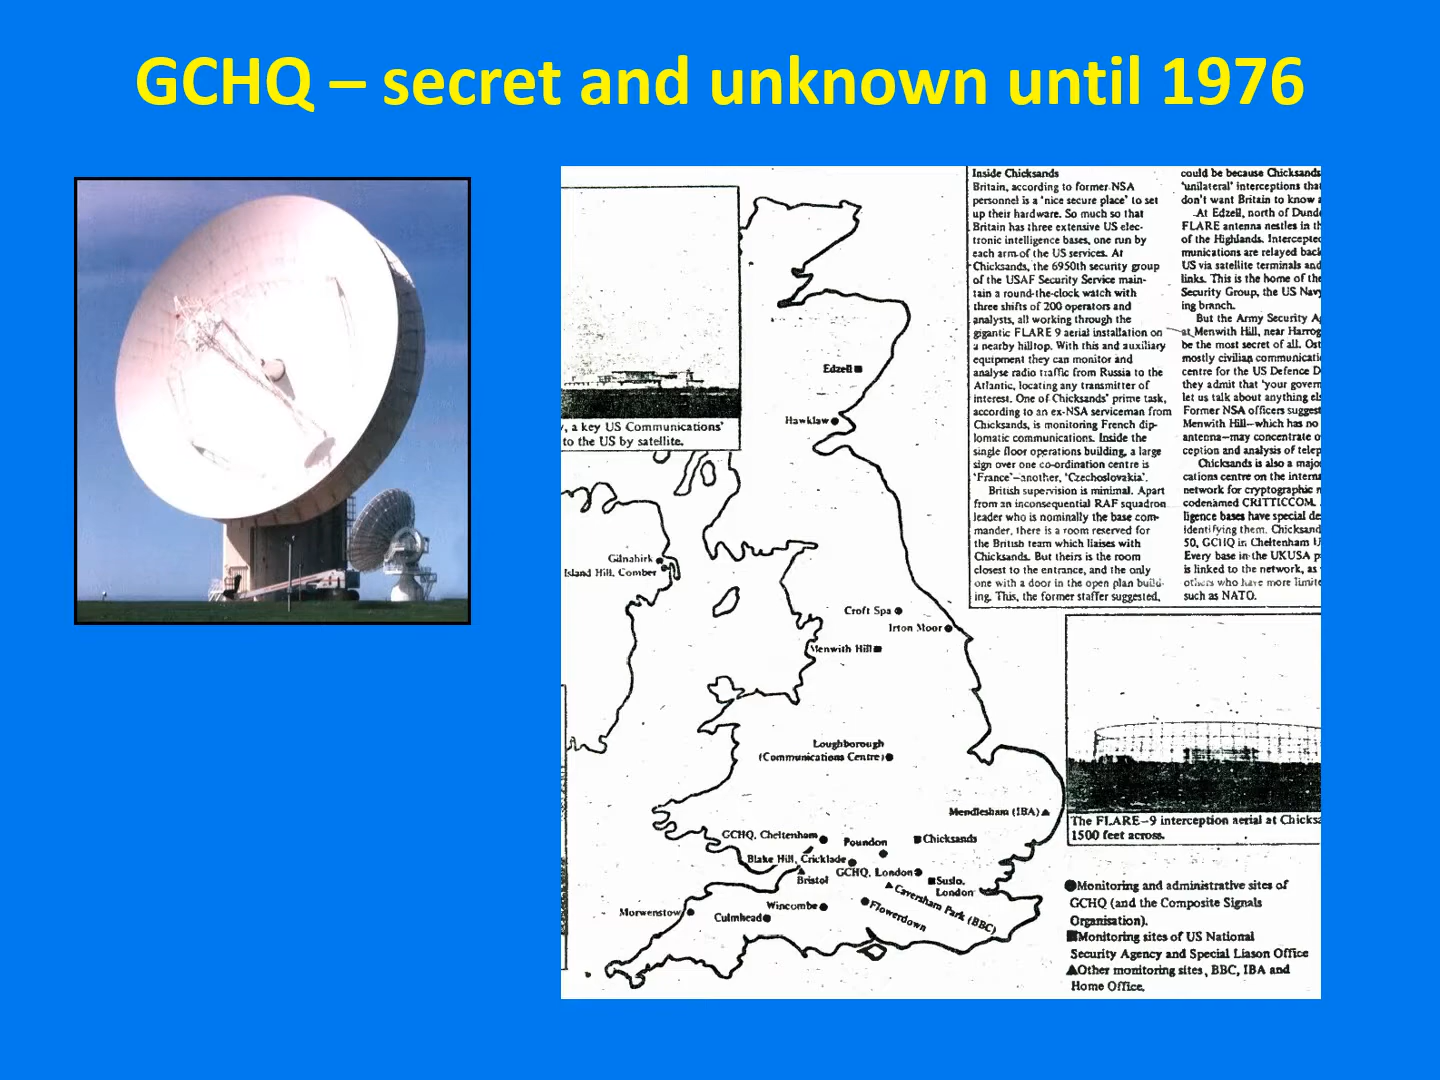 GCHQ – secret and unknown until 1976
, a key US Communications'
to the US by satellite.
Inside Chicksands
Britain, according to former NSA
personnel is a 'nice secure place' to set
up their hardware. So much so that
Britain has three extensive US elec-
tronic intelligence bases, one run by
each arm of the US services. At
Chicksands, the 6950th security group
of the USAF Security Service main-
tain a round-the-clock watch with
three shifts of 200 operators and
analysts, all working through the
gigantic FLARE 9 aerial installation on
a nearby hilltop. With this and auxiliary
equipment they can monitor and
analyse radio traffic from Russia to the
Atlantic, locating any transmitter of
interest. One of Chicksands' prime task,
according to an ex-NSA serviceman from
Chicksands, is monitoring French dip-
lomatic communications. Inside the
single floor operations building, a large
sign over one co-ordination centre is
'France'—another, 'Czechoslovakia'.
British supervision is minimal. Apart
from an inconsequential RAF squadron
leader who is nominally the base com-
mander, there is a room reserved for
the British team which liaises with
Chicksands. But theirs is the room
closest to the entrance, and the only
one with a door in the open plan build-
ing. This, the former staffer suggested,
could be because Chicksands
'unilateral' interceptions tha
don't want Britain to know a
At Edzell, north of Dund
FLARE antenna nestles in th
of the Highlands. Intercepte
munications are relayed back
US via satellite terminals and
links. This is the home of the
Security Group, the US Nav
ing branch.
But the Army Security A
at Menwith Hill, near Harrog
be the most secret of all. Ost
mostly civilian communicati
centre for the US Defence D
they admit that 'your govern
let us talk about anything els
Former NSA officers suggest
Menwith Hill—which has no
antenna—may concentrate o
ception and analysis of telep
Chicksands is also a majo
cations centre on the interna
network for cryptographic
codenamed CRITTICCOM.
ligence bases have special de
identifying them. Chicksand
50, GCHQ in Cheltenham U
Every base in the UKUSA p
is linked to the network, as
others who have more limite
such as NATO.
Edzell
Hawklaw
Gilnahirk
Island Hill, Comber
Croft Spa
Irton Moor
Menwith Hill
Loughborough
(Communications Centre)
Mendlesham (IBA)
GCHQ, Cheltenham
Poundon
Chicksands
Blake Hill, Cricklade
GCHQ, London
Bristol
Suslo,
London
Caversham Park (BBC)
Wincombe
Flowerdown
Morwenstow
Culmhead
The FLARE-9 interception aerial at Chicksa
1500 feet across.
Monitoring and administrative sites of
GCHQ (and the Composite Signals
Organisation).
Monitoring sites of US National
Security Agency and Special Liason Office
Other monitoring sites, BBC, IBA and
Home Office.